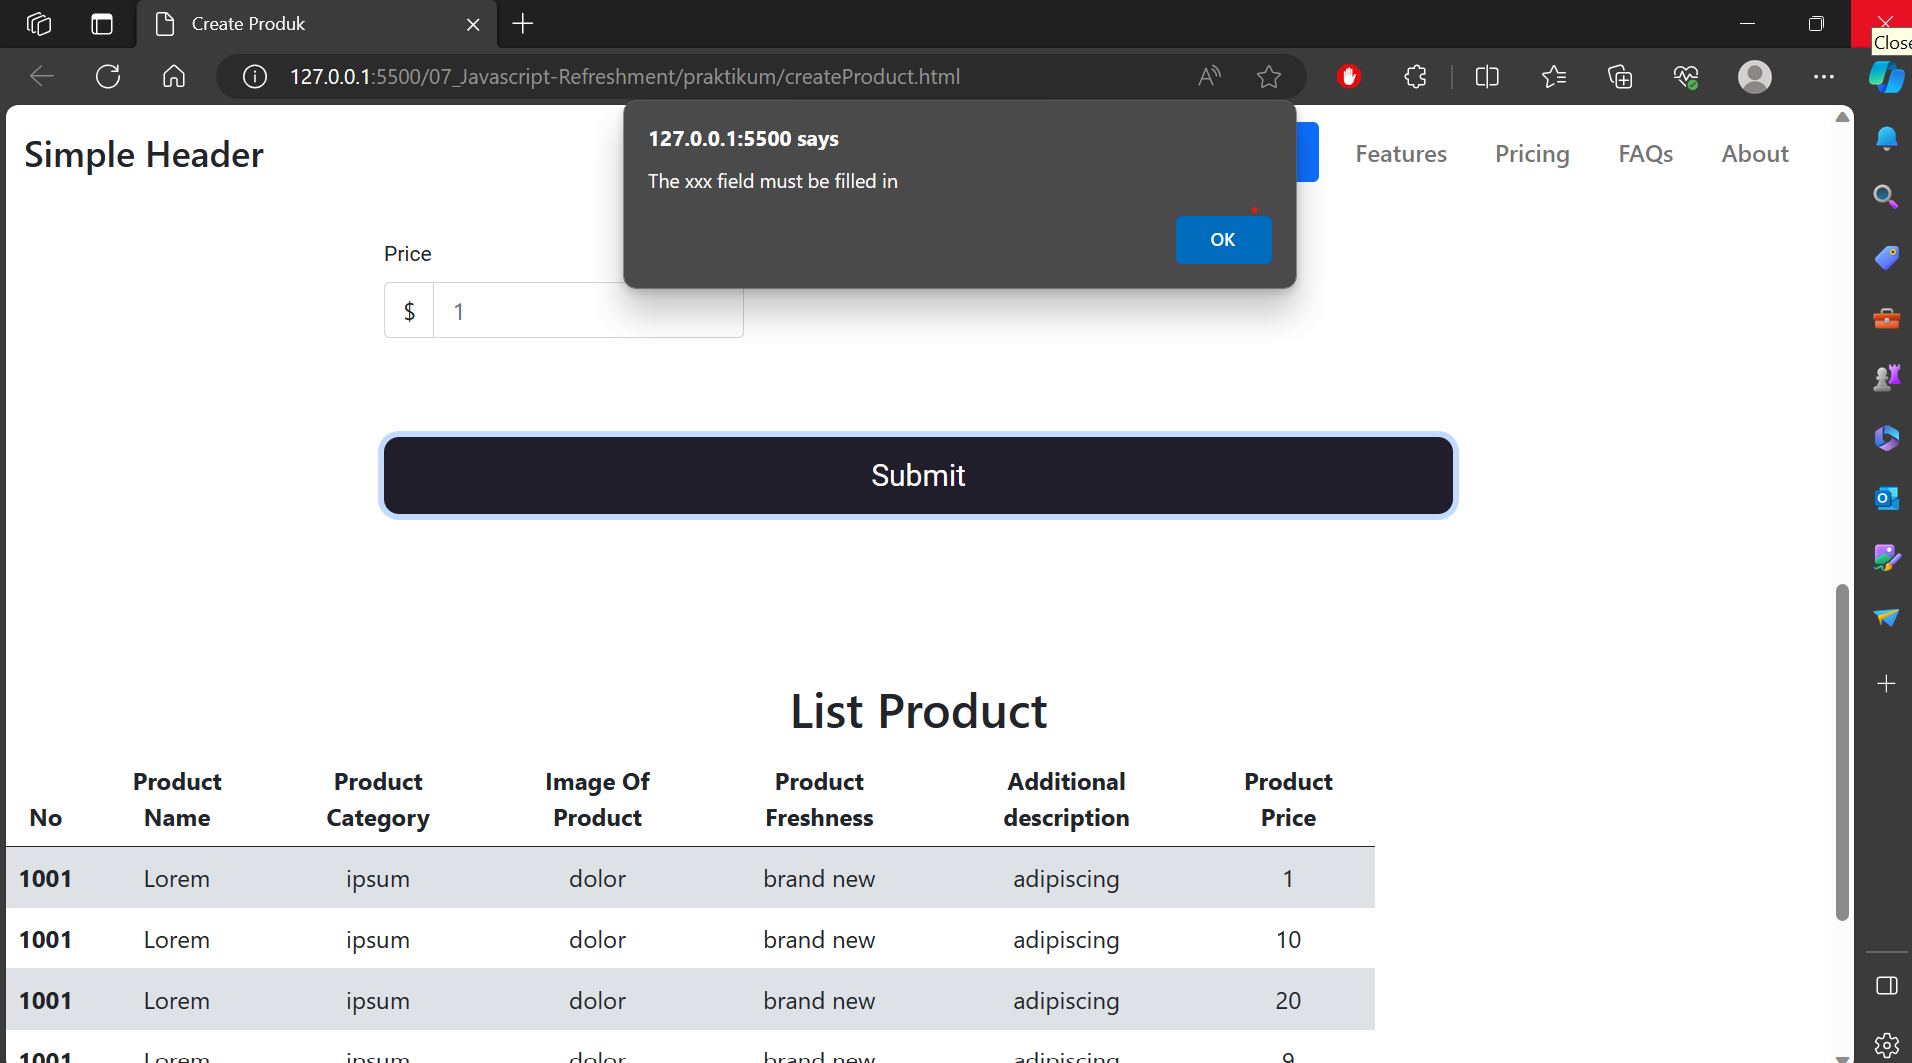 Create Produk
Close
127.0.0.1:5500/07_Javascript-Refreshment/praktikum/createProduct.html
127.0.0.1:5500 says
The xxx field must be filled in
OK
Simple Header
Features Pricing FAQs About
Price
$ 1
Submit
List Product
No Product Name Product Category Image Of Product Product Freshness Additional description Product Price
1001 Lorem ipsum dolor brand new adipiscing 1
1001 Lorem ipsum dolor brand new adipiscing 10
1001 Lorem ipsum dolor brand new adipiscing 20
1001 Lorem ipsum dolor brand new adipiscing 9